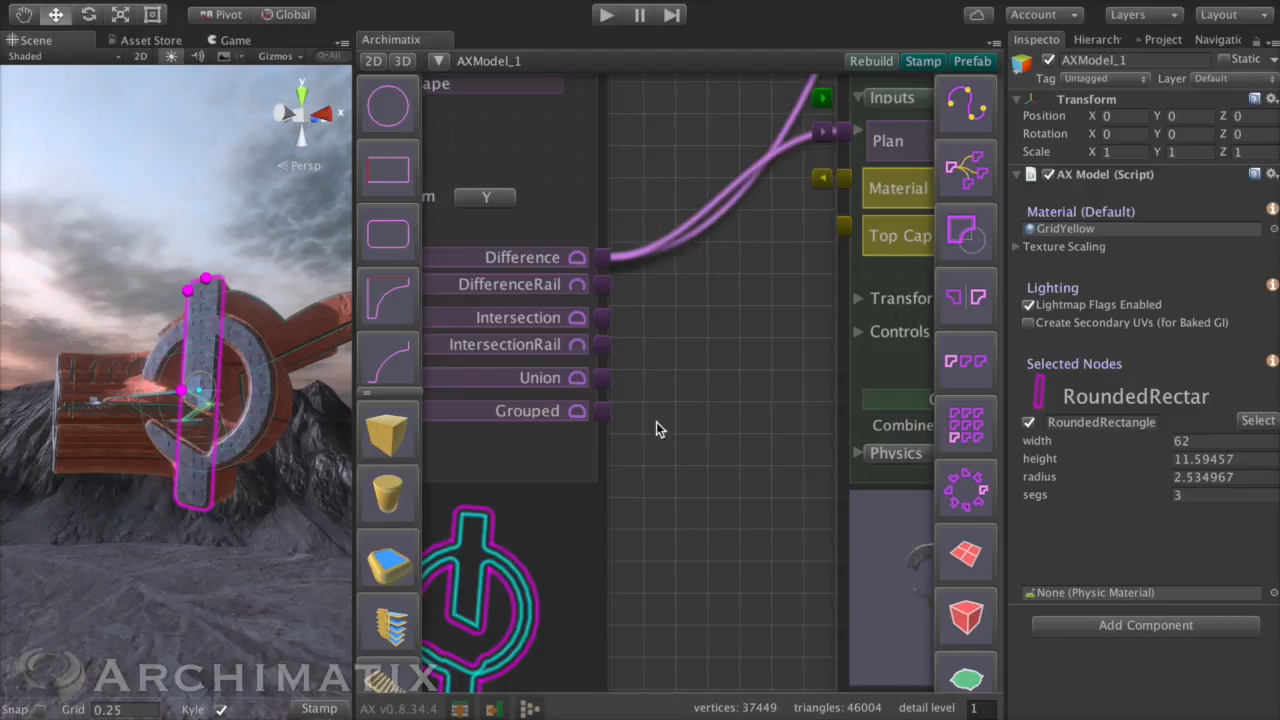 Pivot Global Account Layers Layout
Scene Asset Store Game Archimatix Inspecto Hierarch Project Navigatic
Shaded 2D Gizmos All 2D 3D AXModel_1 Rebuild Stamp Prefab AXModel_1 Static
Tag Untagged Layer Default
ape Inputs Transform
y Position X 0 Y 0 Z 0
x Rotation X 0 Y 0 Z 0
Plan Scale X 1 Y 1 Z 1
Persp AX Model (Script)
m Y Material
Material (Default)
GridYellow
Top Cap
Texture Scaling
Difference
DifferenceRail Lighting
Transfor Lightmap Flags Enabled
Intersection Create Secondary UVs (for Baked GI)
Controls
IntersectionRail
Selected Nodes
Union RoundedRectar
Grouped
Combine RoundedRectangle Select
width 62
Physics height 11.59457
radius 2.534967
segs 3
None (Physic Material)
Add Component
ARCHIMATIX
Snap Grid 0.25 Kyle Stamp AX v0.8.34.4 vertices: 37449 triangles: 46004 detail level 1